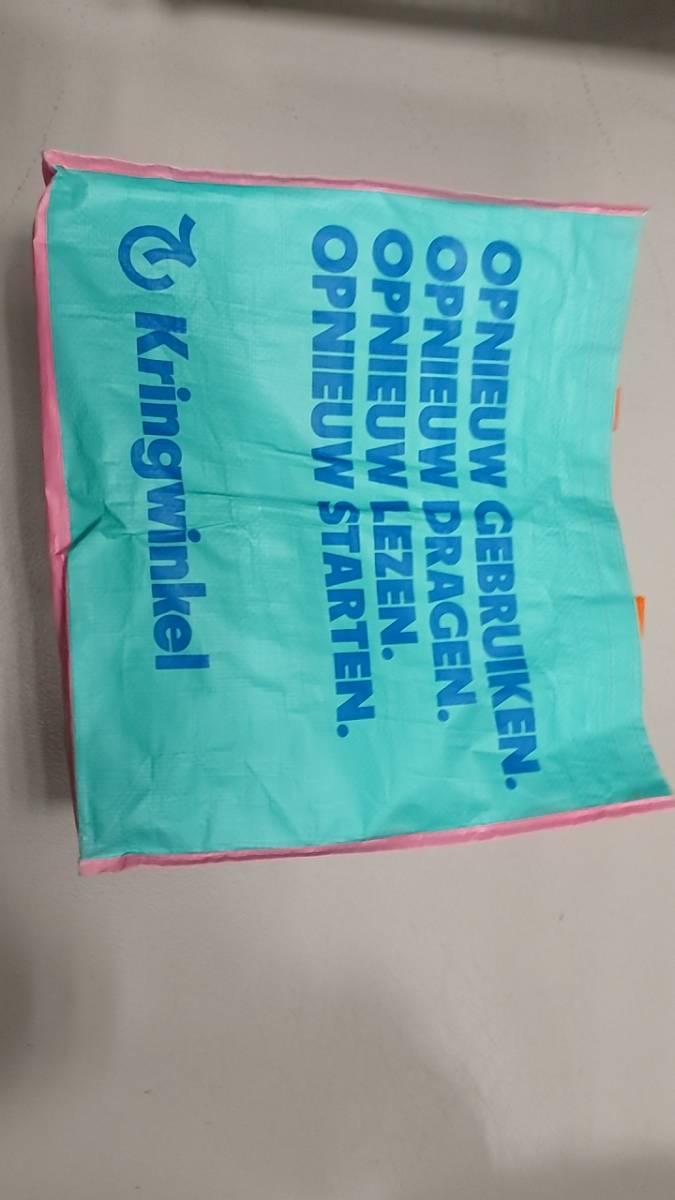 OPNIEUW GEBRUIKEN.
OPNIEUW DRAGEN.
OPNIEUW LEZEN.
OPNIEUW STARTEN.
Kringwinkel